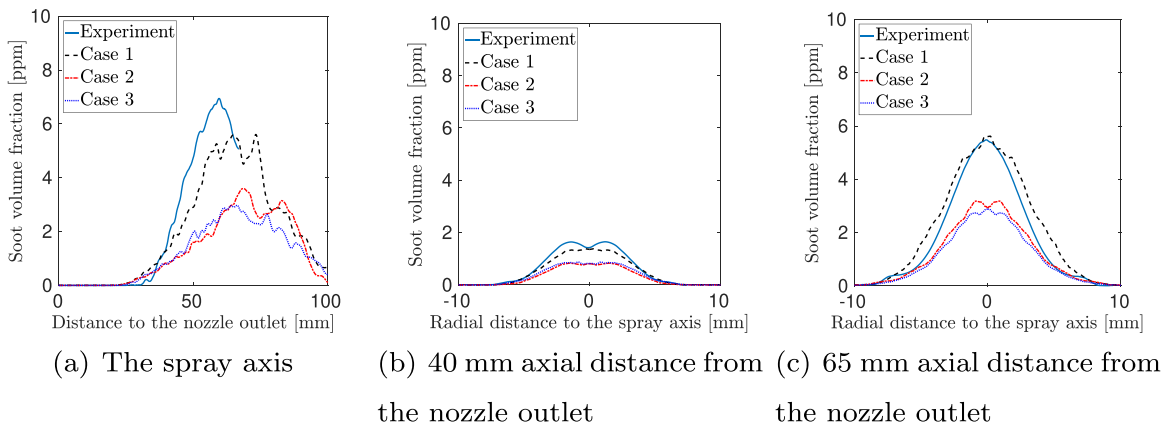 10
8
6
4
2
0
0
50
100
Soot volume fraction [ppm]
Distance to the nozzle outlet [mm]
Experiment
Case 1
Case 2
Case 3
(a) The spray axis
10
8
6
4
2
0
-10
0
10
Soot volume fraction [ppm]
Radial distance to the spray axis [mm]
Experiment
Case 1
Case 2
Case 3
(b) 40 mm axial distance from
the nozzle outlet
10
8
6
4
2
0
-10
0
10
Soot volume fraction [ppm]
Radial distance to the spray axis [mm]
Experiment
Case 1
Case 2
Case 3
(c) 65 mm axial distance from
the nozzle outlet